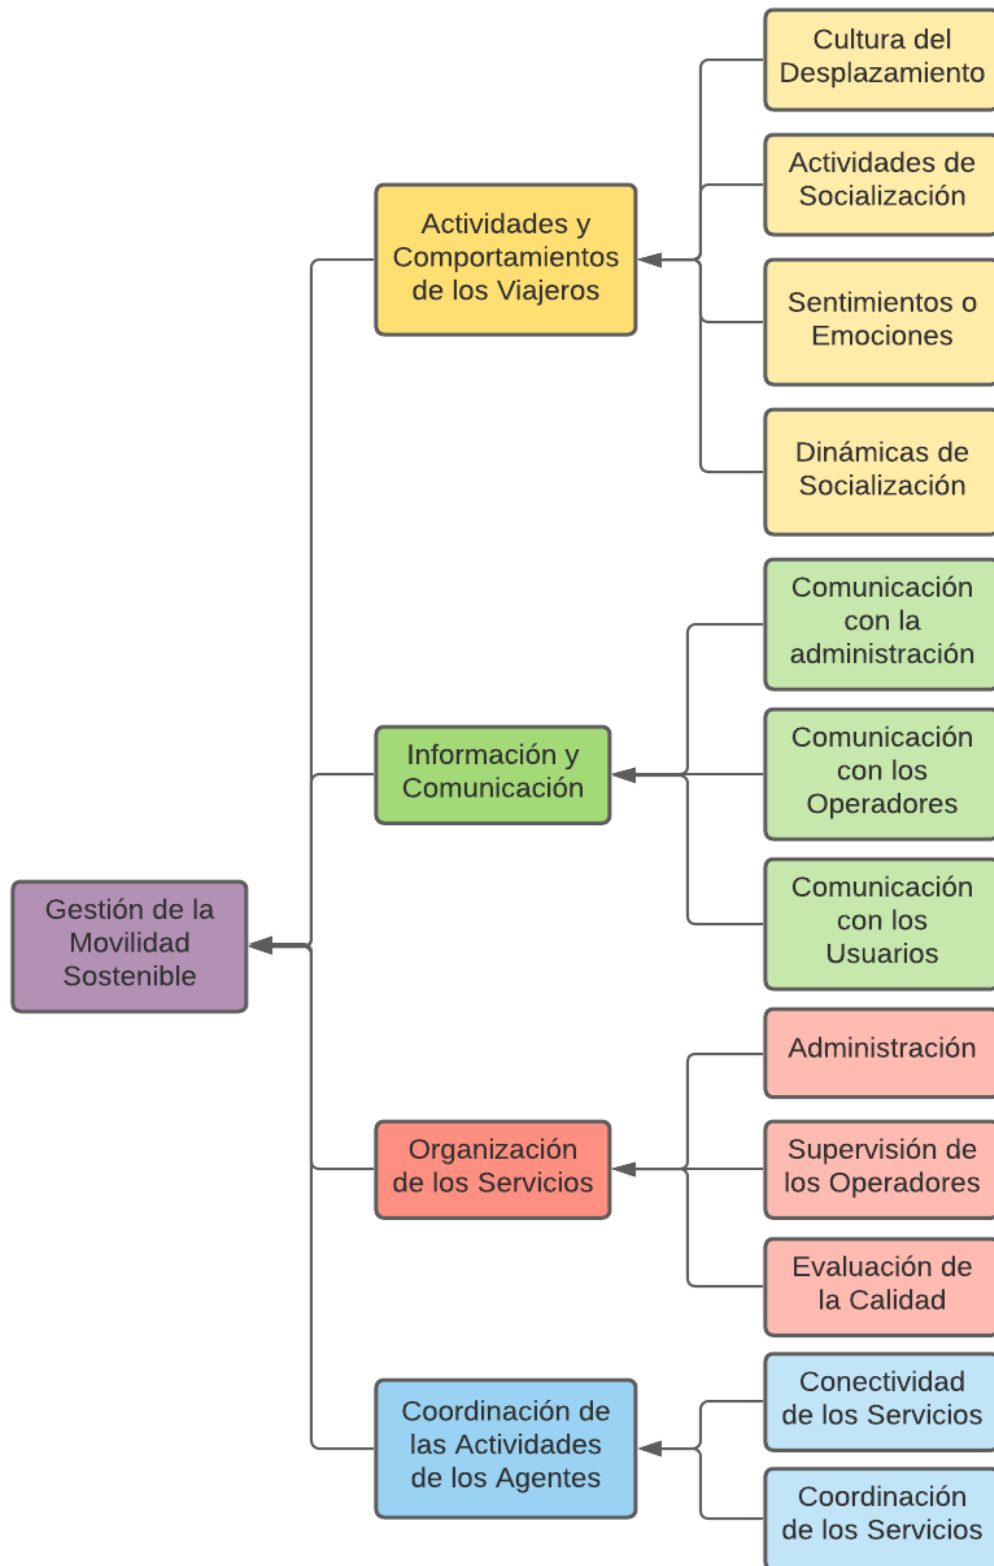 Cultura del
Desplazamiento
Actividades de
Socialización
Actividades y
Comportamientos
de los Viajeros
Sentimientos o
Emociones
Dinámicas de
Socialización
Comunicación
con la
administración
Información y
Comunicación
Comunicación
con los
Operadores
Comunicación
con los
Usuarios
Gestión de la
Movilidad
Sostenible
Administración
Organización
de los Servicios
Supervisión de
los Operadores
Evaluación de
la Calidad
Conectividad
de los Servicios
Coordinación de
las Actividades
de los Agentes
Coordinación
de los Servicios